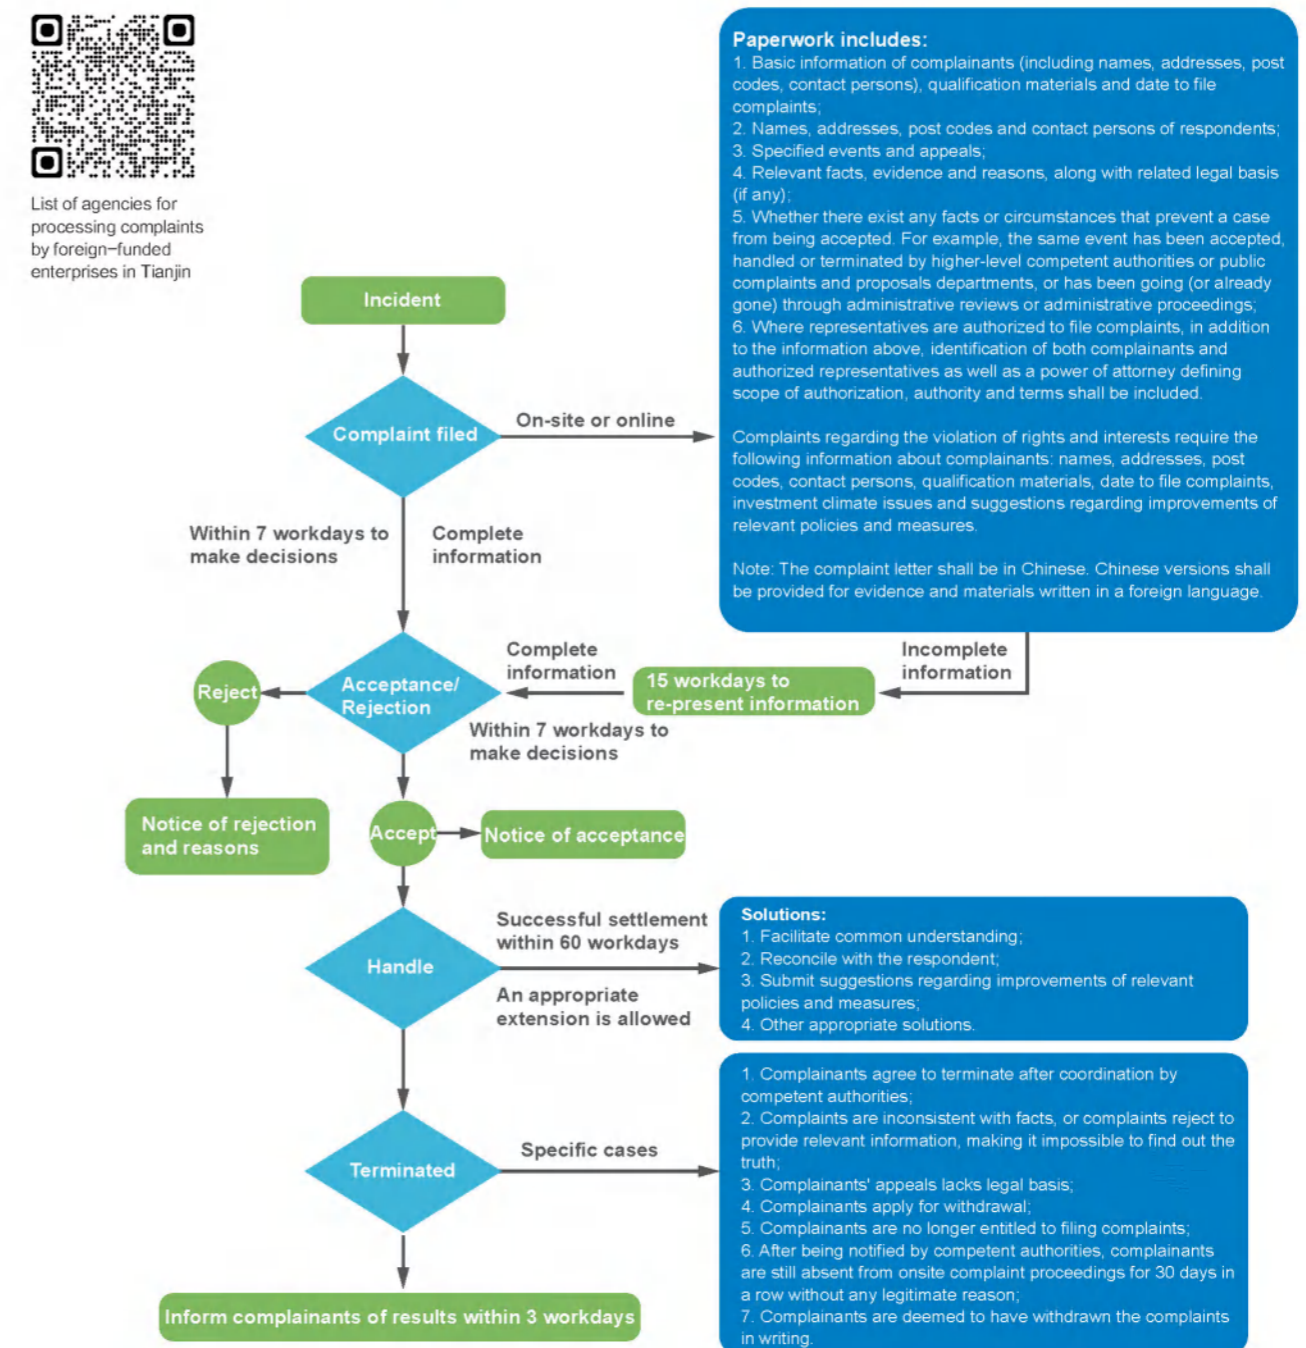 List of agencies for
processing complaints
by foreign-funded
enterprises in Tianjin
Paperwork includes:
1. Basic information of complainants (including names, addresses, post
codes, contact persons), qualification materials and date to file
complaints;
2. Names, addresses, post codes and contact persons of respondents;
3. Specified events and appeals;
4. Relevant facts, evidence and reasons, along with related legal basis
(if any);
5. Whether there exist any facts or circumstances that prevent a case
from being accepted. For example, the same event has been accepted,
handled or terminated by higher-level competent authorities or public
complaints and proposals departments, or has been going (or already
gone) through administrative reviews or administrative proceedings;
6. Where representatives are authorized to file complaints, in addition
to the information above, identification of both complainants and
authorized representatives as well as a power of attorney defining
scope of authorization, authority and terms shall be included.
Complaints regarding the violation of rights and interests require the
following information about complainants: names, addresses, post
codes, contact persons, qualification materials, date to file complaints,
investment climate issues and suggestions regarding improvements of
relevant policies and measures.
Note: The complaint letter shall be in Chinese. Chinese versions shall
be provided for evidence and materials written in a foreign language.
Incident
Complaint filed
On-site or online
Within 7 workdays to
make decisions
Complete
information
Incomplete
information
15 workdays to
re-present information
Complete
information
Within 7 workdays to
make decisions
Acceptance/
Rejection
Reject
Notice of rejection
and reasons
Accept
Notice of acceptance
Handle
Successful settlement
within 60 workdays
An appropriate
extension is allowed
Solutions:
1. Facilitate common understanding;
2. Reconcile with the respondent;
3. Submit suggestions regarding improvements of relevant
policies and measures;
4. Other appropriate solutions.
Terminated
Specific cases
1. Complainants agree to terminate after coordination by
competent authorities;
2. Complaints are inconsistent with facts, or complaints reject to
provide relevant information, making it impossible to find out the
truth;
3. Complainants' appeals lacks legal basis;
4. Complainants apply for withdrawal;
5. Complainants are no longer entitled to filing complaints;
6. After being notified by competent authorities, complainants
are still absent from onsite complaint proceedings for 30 days in
a row without any legitimate reason;
7. Complainants are deemed to have withdrawn the complaints
in writing.
Inform complainants of results within 3 workdays